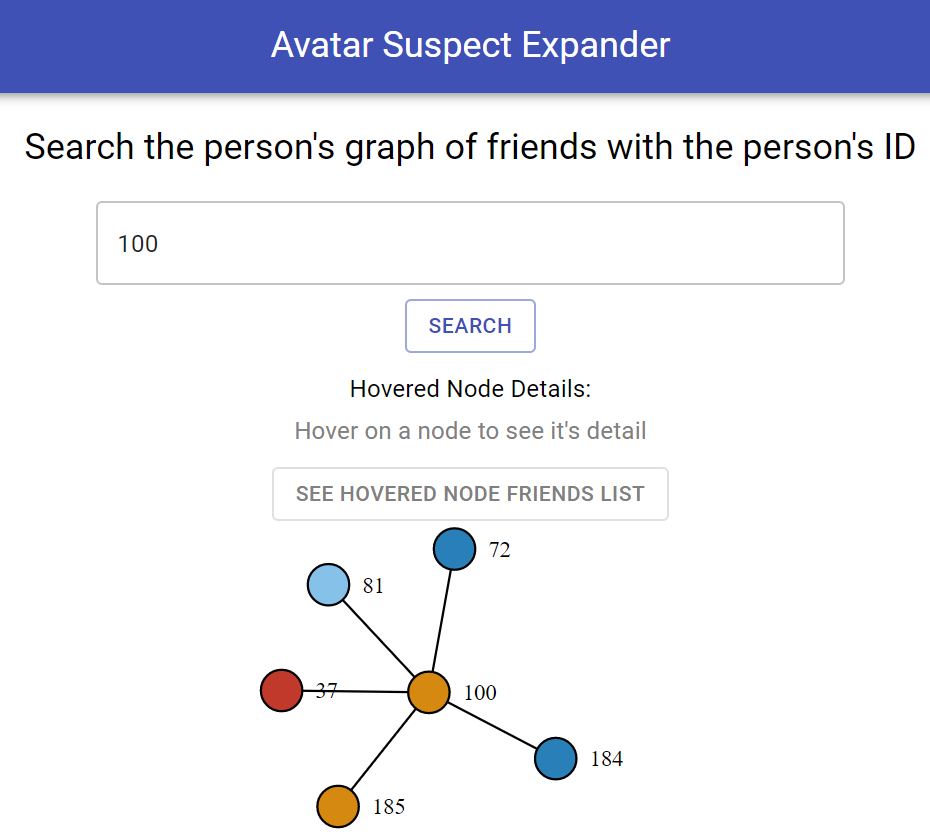 Avatar Suspect Expander
Search the person's graph of friends with the person's ID
100
SEARCH
Hovered Node Details:
Hover on a node to see it's detail
SEE HOVERED NODE FRIENDS LIST
72
81
37
100
184
185